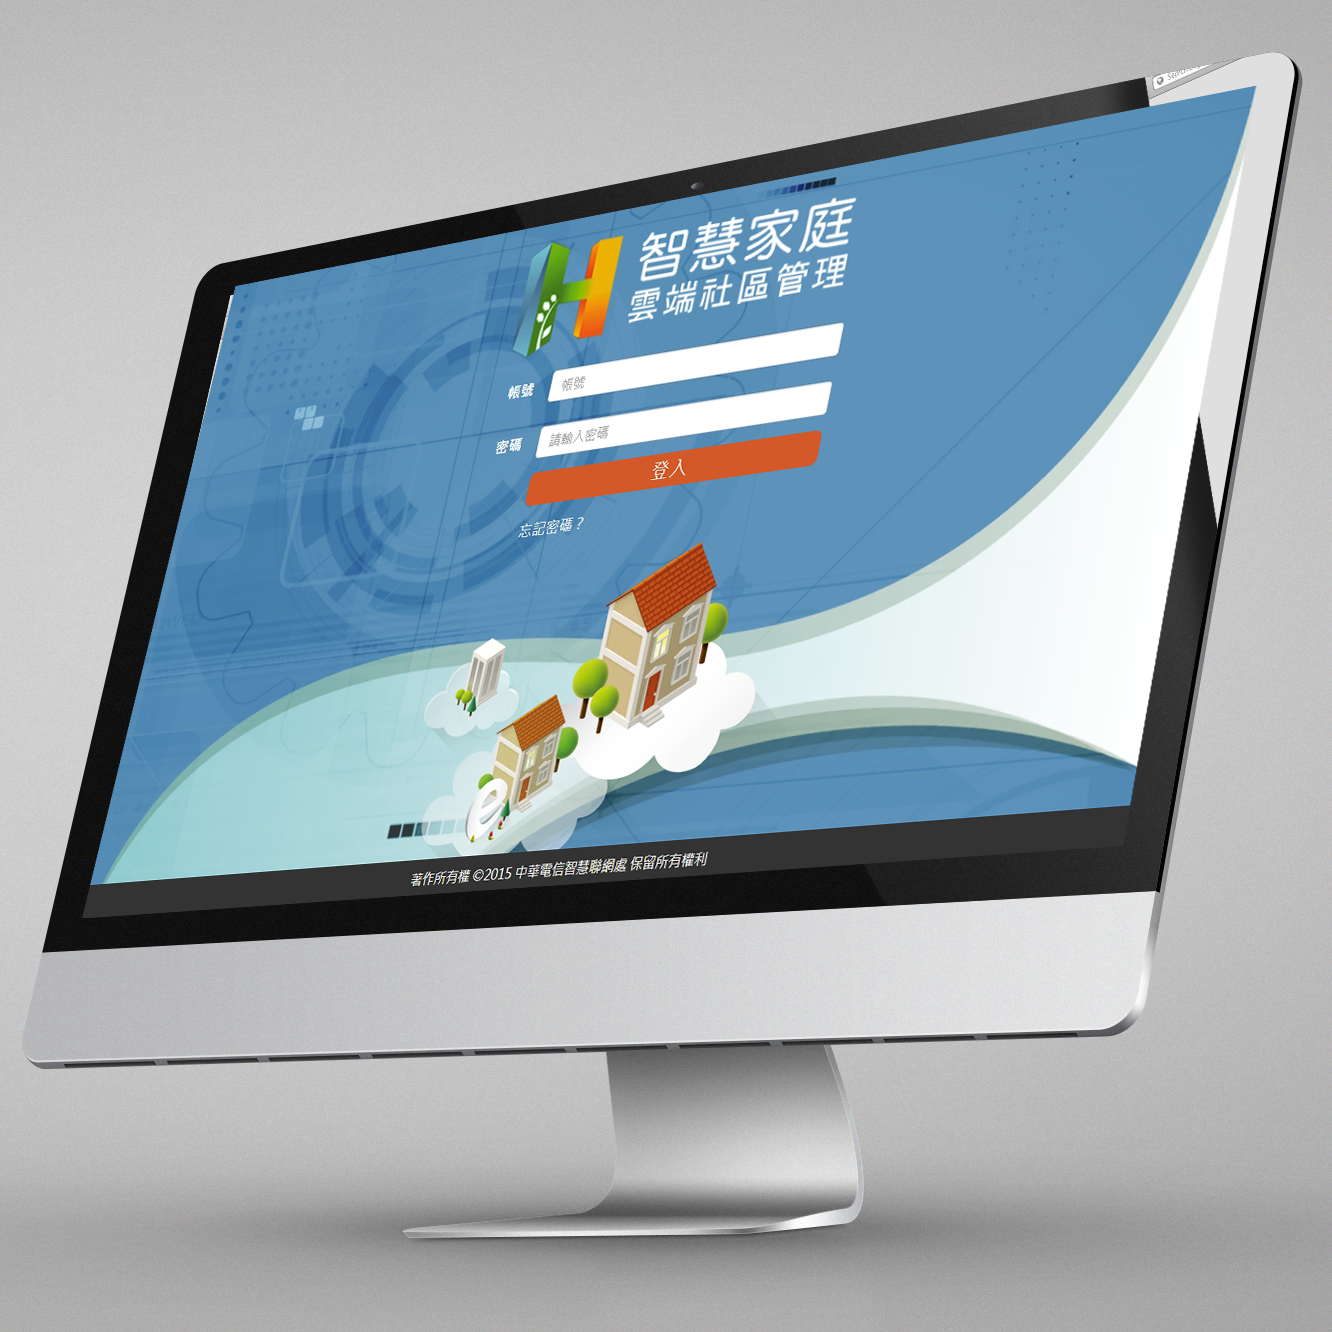 智慧家庭
雲端社區管理
帳號 帳號
密碼 請輸入密碼
登入
忘記密碼？
著作所有權 ©2015 中華電信智慧聯網處 保留所有權利